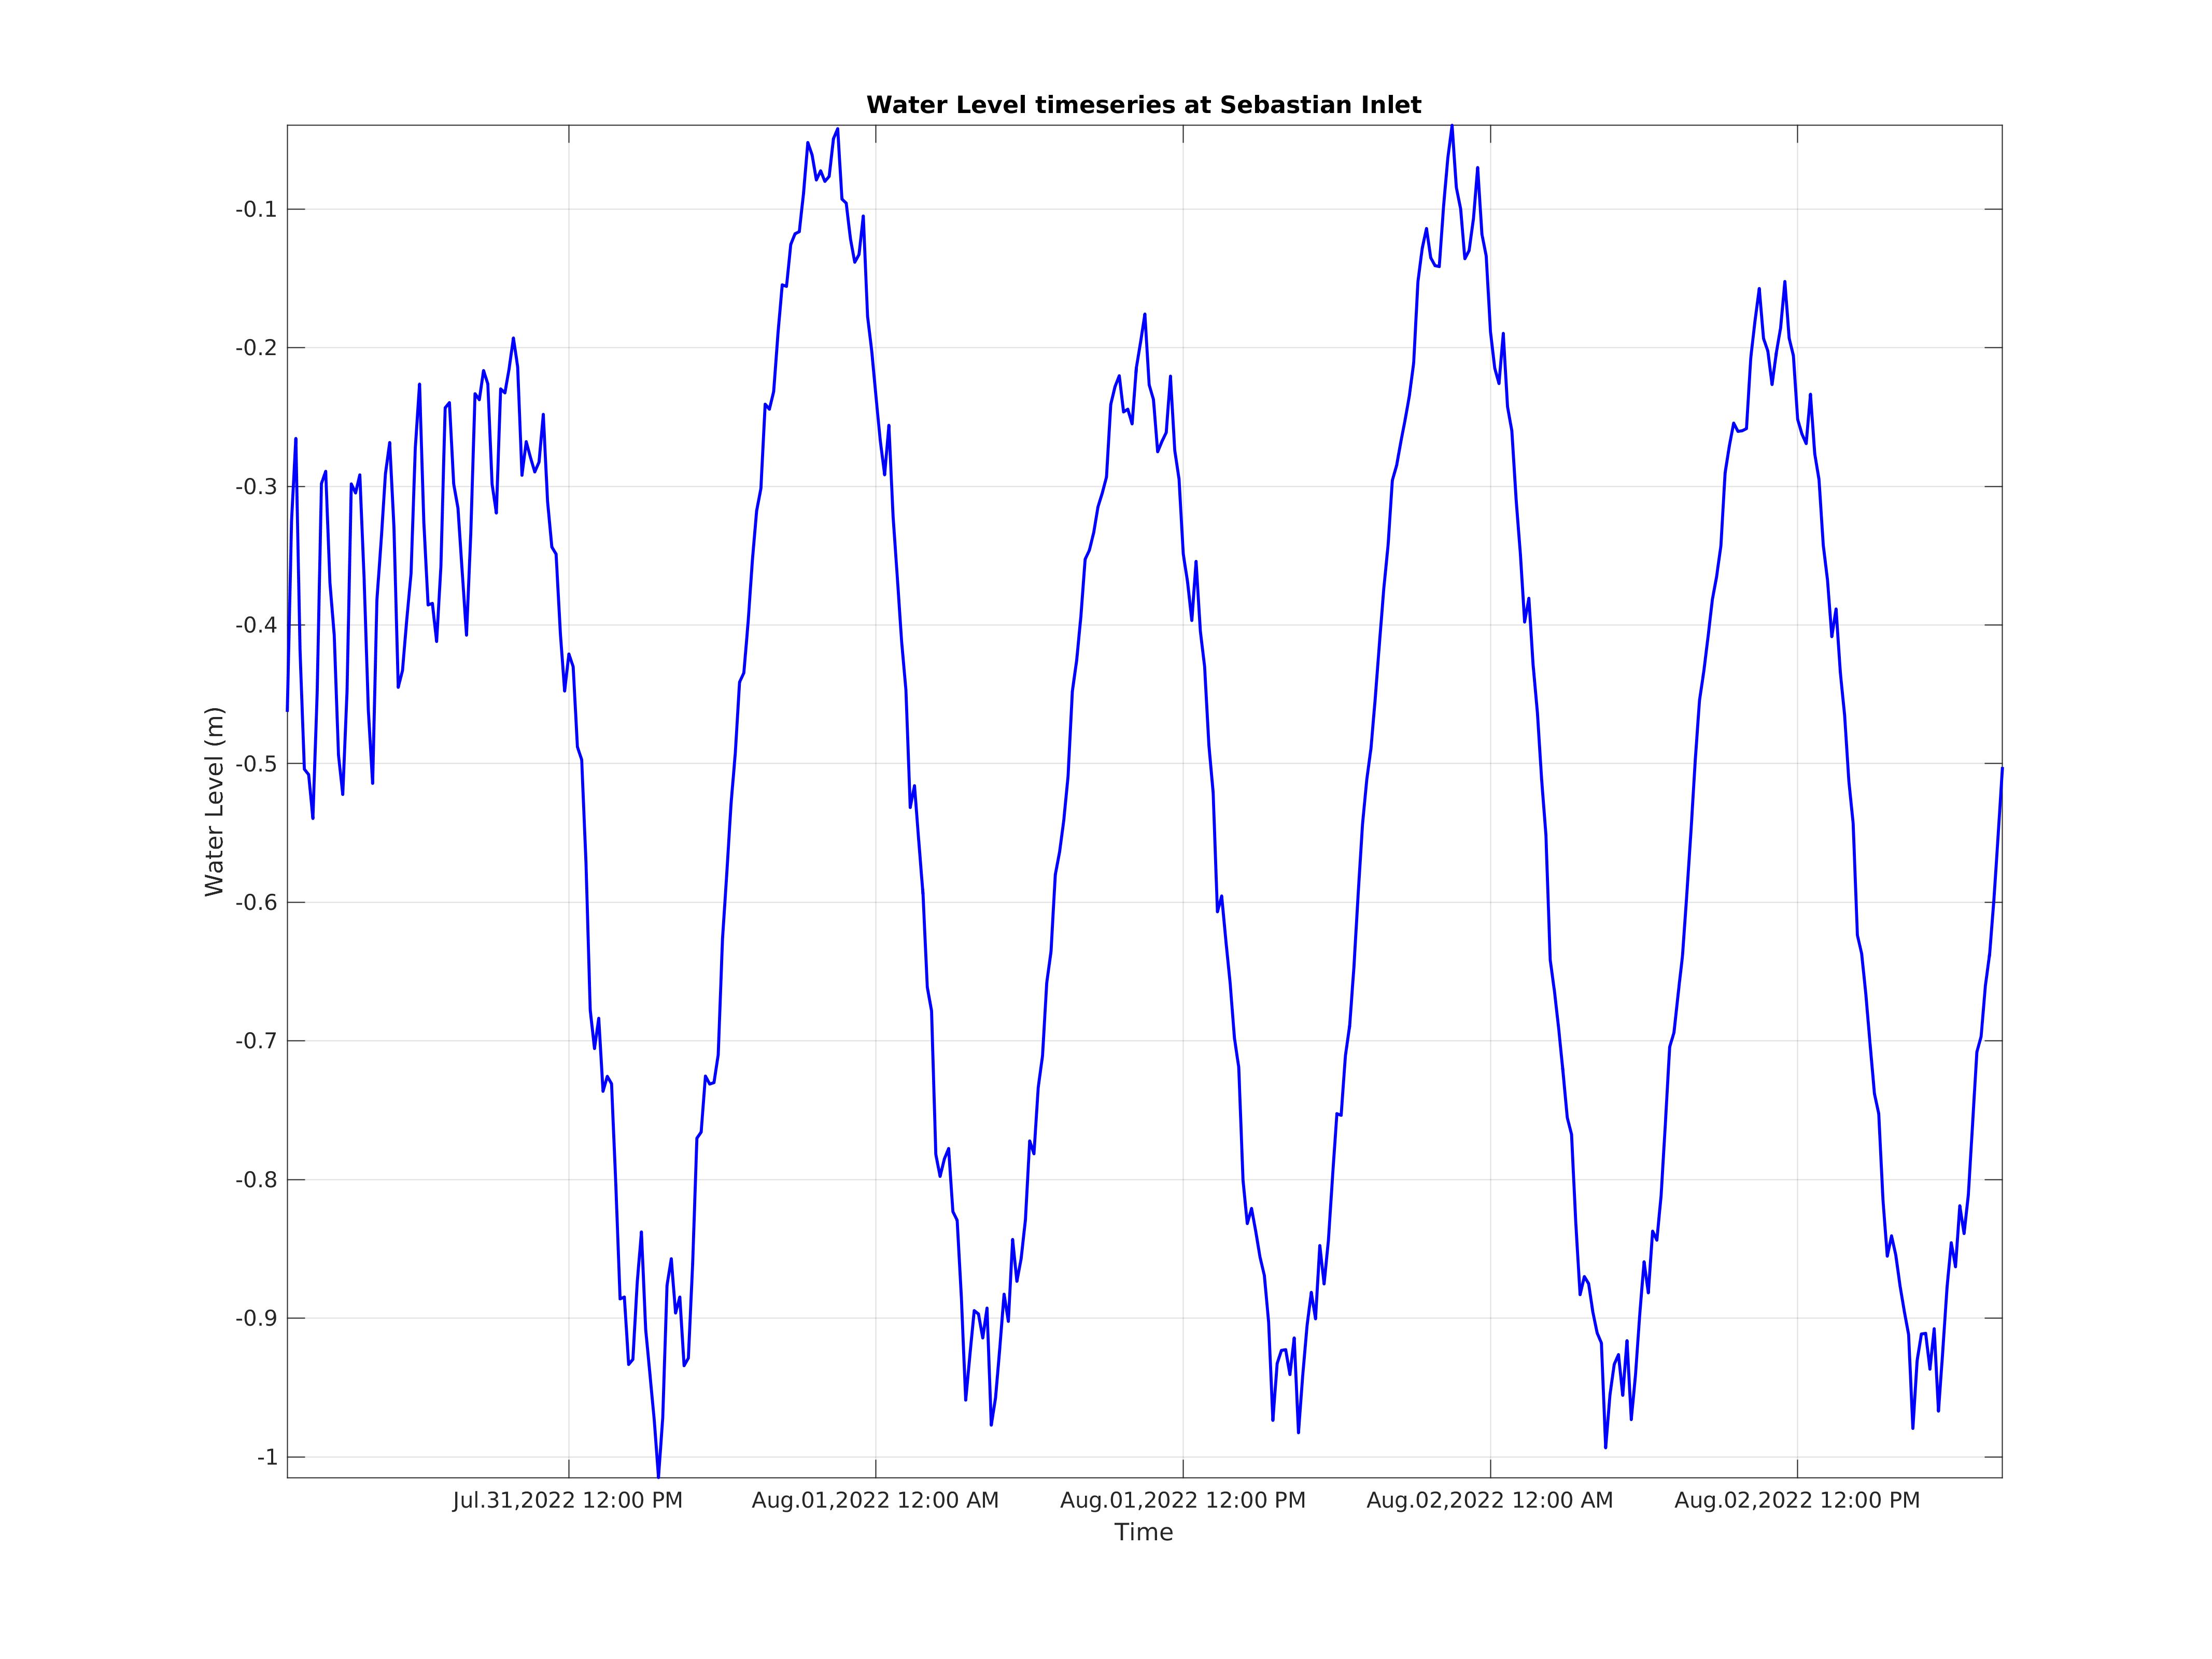 Water Level timeseries at Sebastian Inlet
-0.1
-0.2
-0.3
-0.4
-0.5
-0.6
-0.7
-0.8
-0.9
-1
Water Level (m)
Jul.31,2022 12:00 PM
Aug.01,2022 12:00 AM
Aug.01,2022 12:00 PM
Aug.02,2022 12:00 AM
Aug.02,2022 12:00 PM
Time